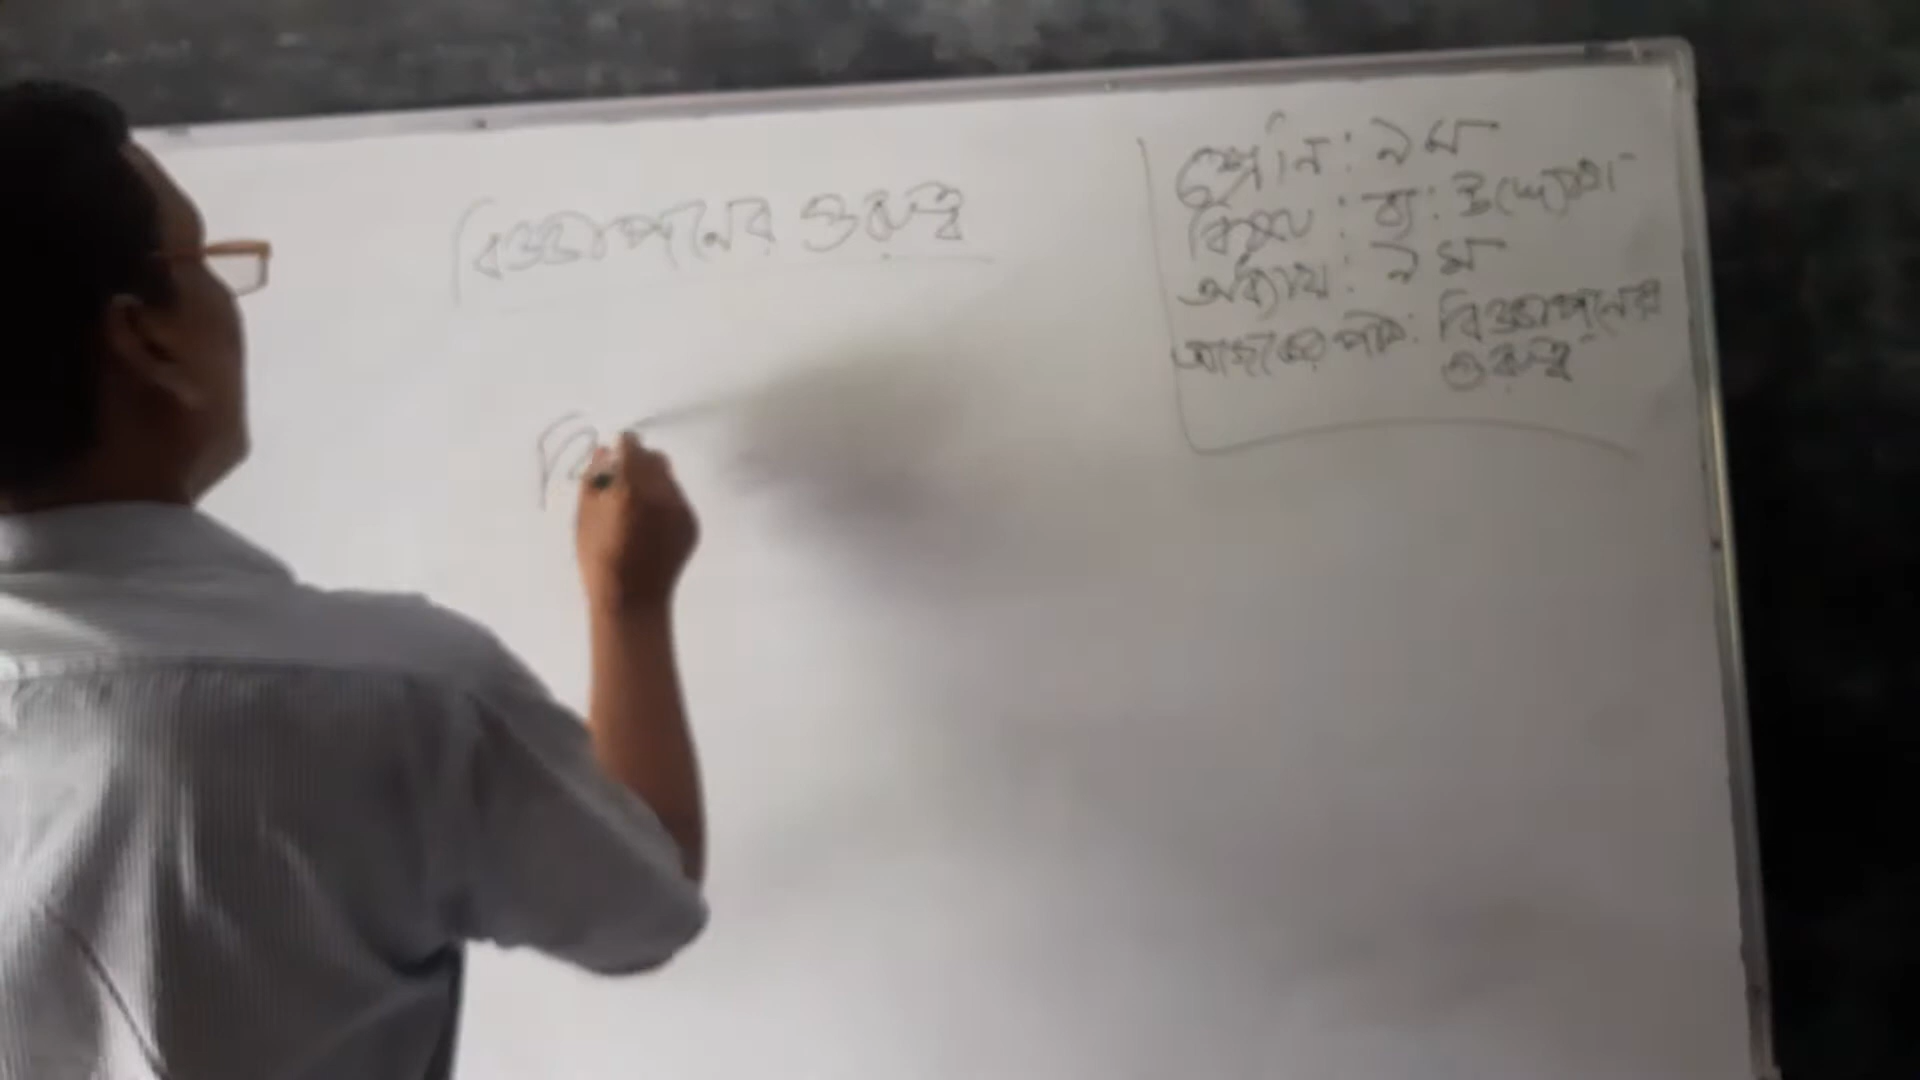 বিজ্ঞাপনের গুরুত্ব
শ্রেনি : ৯ম
বিষয় : ব্য: উদ্যোগ
অধ্যায় : ৯ম
আজকের পাঠ : বিজ্ঞাপনের
গুরুত্ব
বি